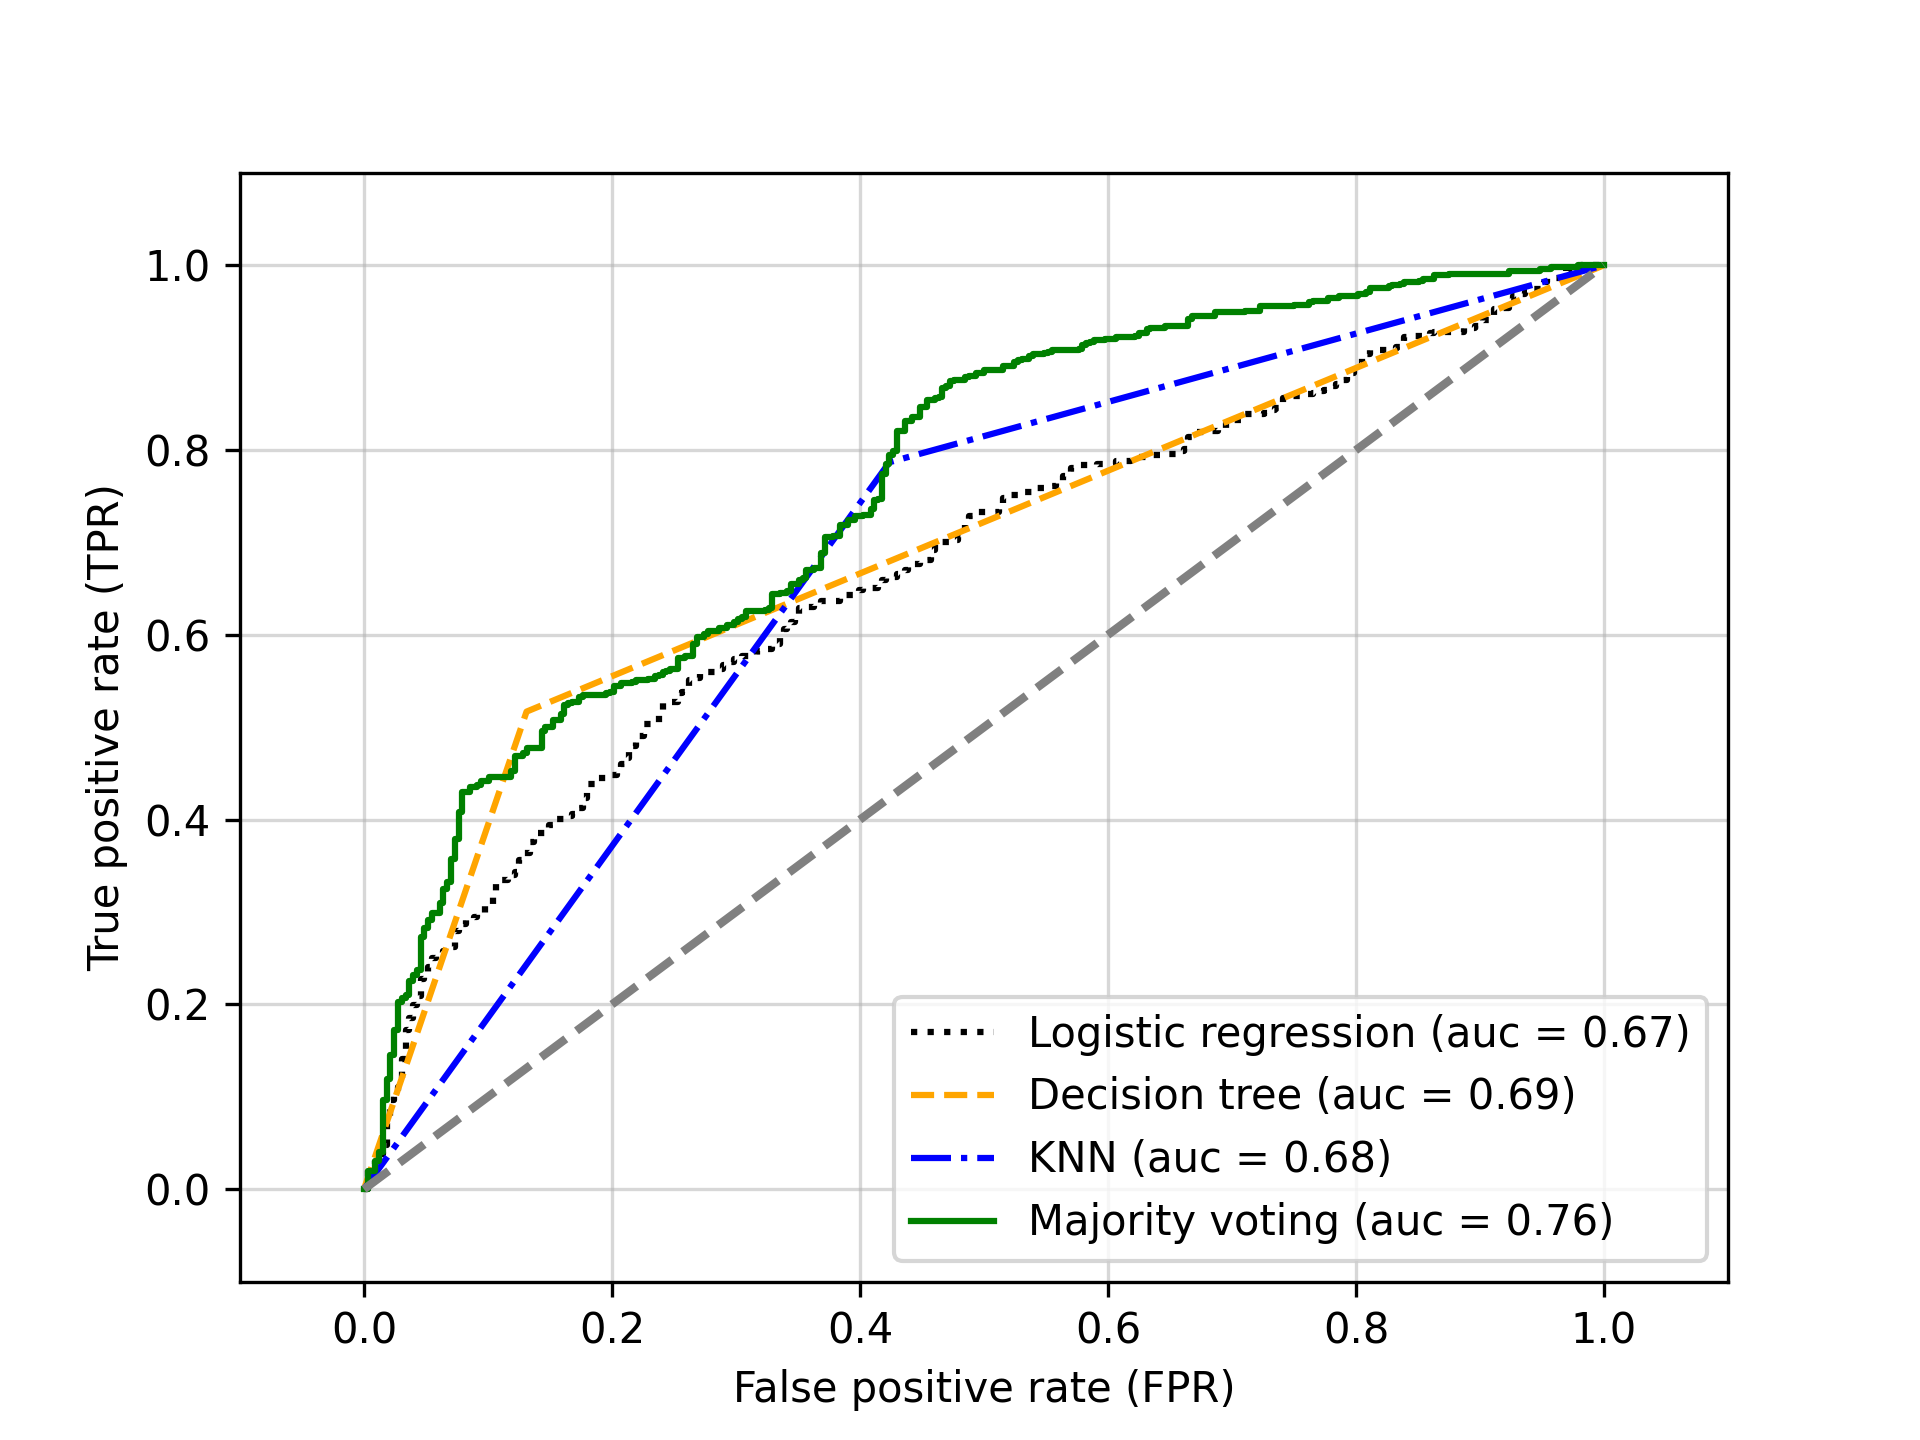 1.0
0.8
0.6
0.4
0.2
0.0
True positive rate (TPR)
Logistic regression (auc = 0.67)
Decision tree (auc = 0.69)
KNN (auc = 0.68)
Majority voting (auc = 0.76)
0.0 0.2 0.4 0.6 0.8 1.0
False positive rate (FPR)